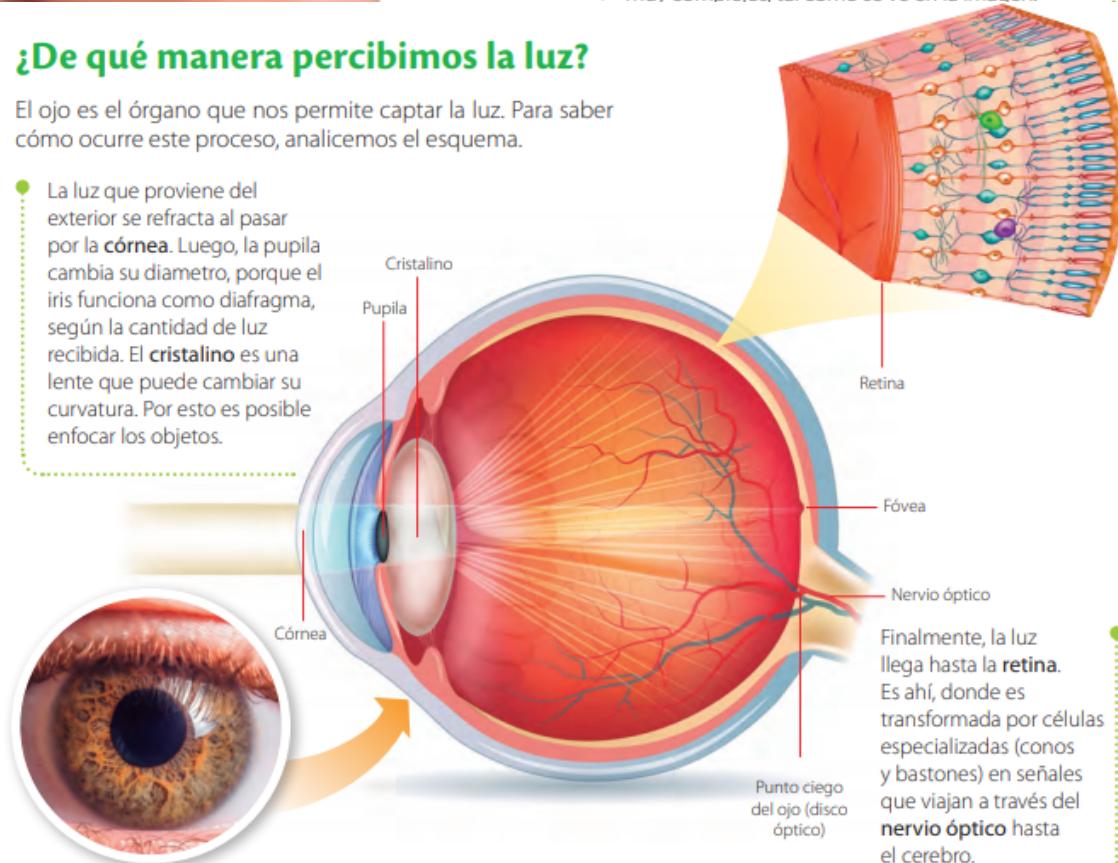 ¿De qué manera percibimos la luz?
El ojo es el órgano que nos permite captar la luz. Para saber
cómo ocurre este proceso, analicemos el esquema.
La luz que proviene del
exterior se refracta al pasar
por la córnea. Luego, la pupila
cambia su diametro, porque el
iris funciona como diafragma,
según la cantidad de luz
recibida. El cristalino es una
lente que puede cambiar su
curvatura. Por esto es posible
enfocar los objetos.
Cristalino
Pupila
Retina
Fóvea
Nervio óptico
Córnea
Punto ciego
del ojo (disco
óptico)
Finalmente, la luz
llega hasta la retina.
Es ahí, donde es
transformada por células
especializadas (conos
y bastones) en señales
que viajan a través del
nervio óptico hasta
el cerebro.